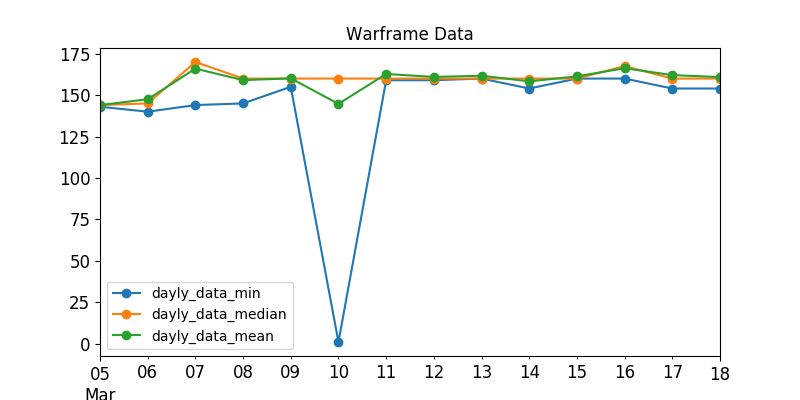 Warframe Data
175
150
125
100
75
50
25
0
dayly_data_min
dayly_data_median
dayly_data_mean
05 06 07 08 09 10 11 12 13 14 15 16 17 18
Mar